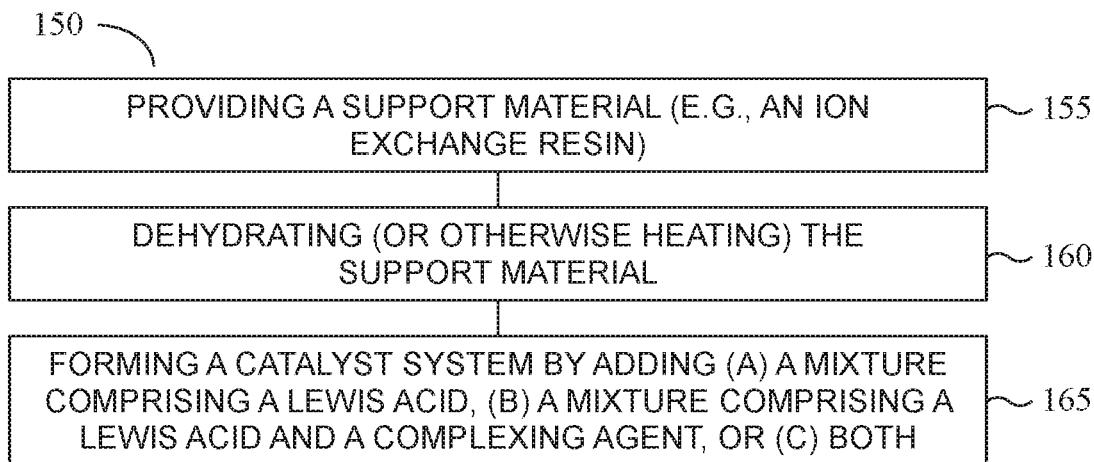 150
PROVIDING A SUPPORT MATERIAL (E.G., AN ION
EXCHANGE RESIN)
155
DEHYDRATING (OR OTHERWISE HEATING) THE
SUPPORT MATERIAL
160
FORMING A CATALYST SYSTEM BY ADDING (A) A MIXTURE
COMPRISING A LEWIS ACID, (B) A MIXTURE COMPRISING A
LEWIS ACID AND A COMPLEXING AGENT, OR (C) BOTH
165